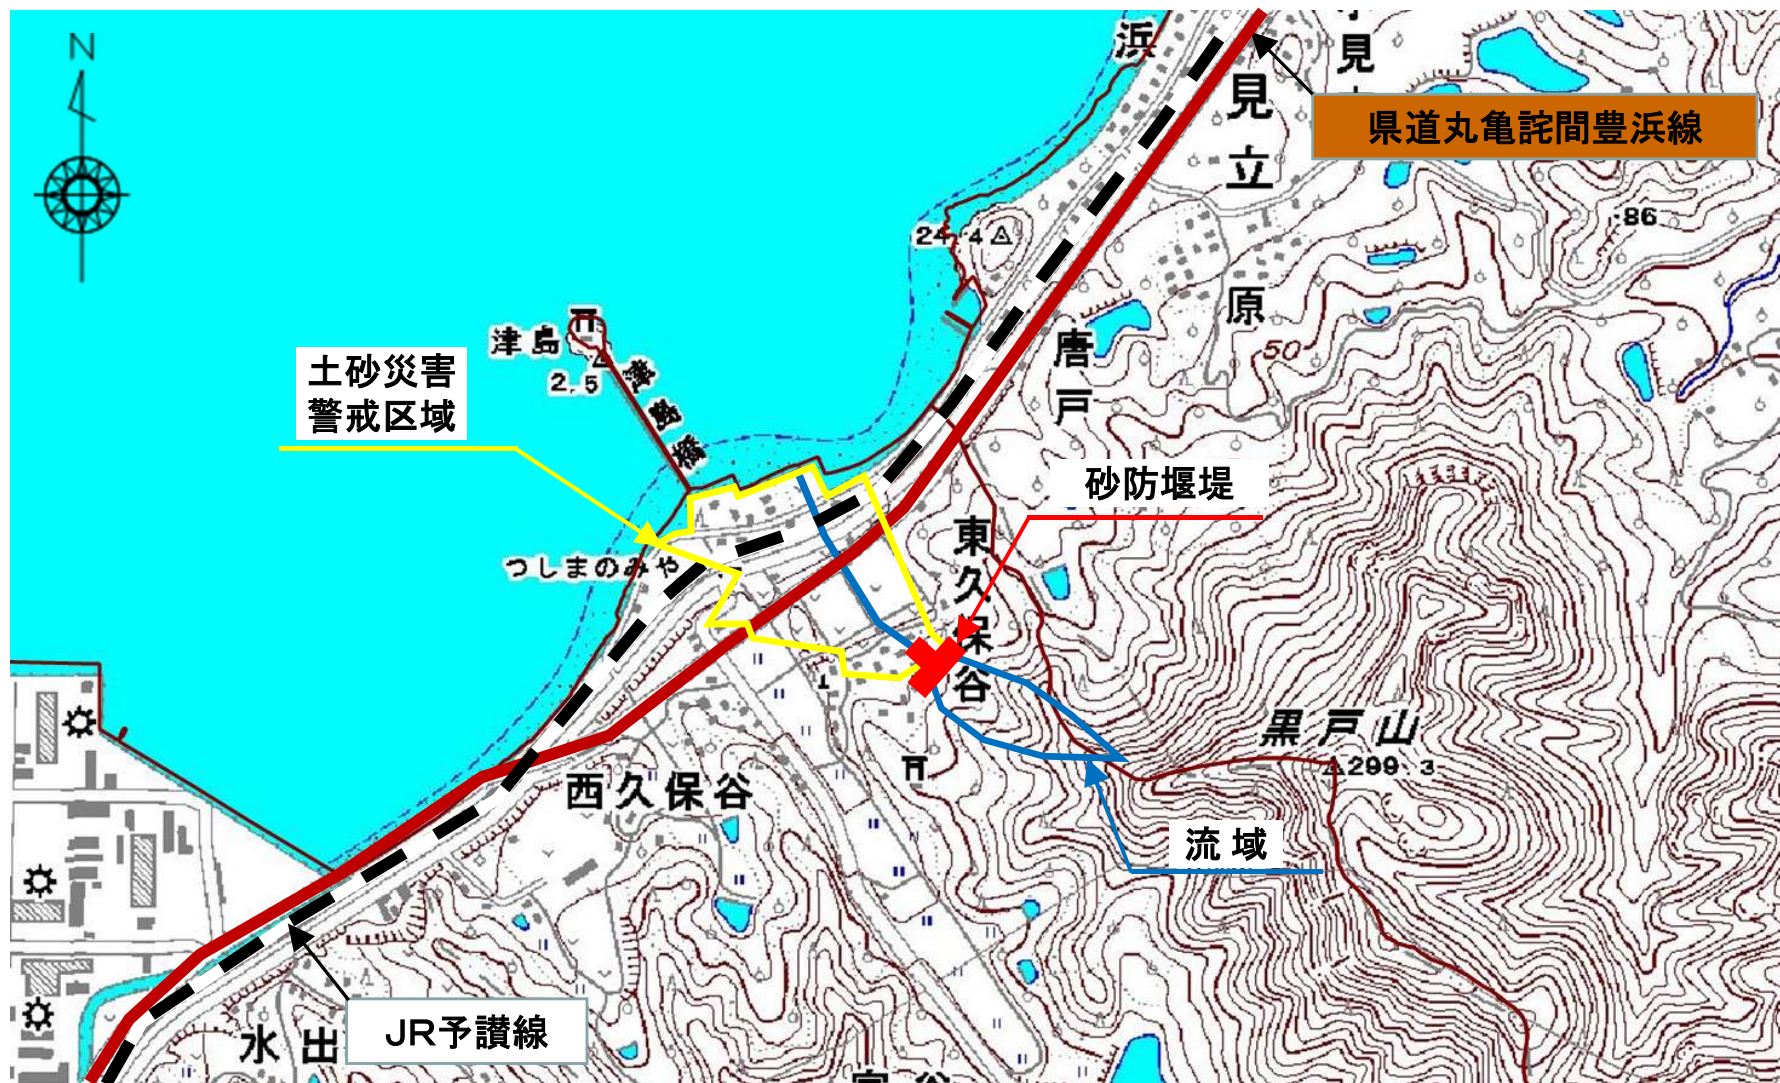 N
浜
見
見立
県道丸亀詫間豊浜線
24.4
・86
原
津島
2.5
津島橋
土砂災害
警戒区域
唐戸
50
砂防堰堤
東久保谷
つしまのみや
黒戸山
299.3
西久保谷
流域
JR予讃線
水出